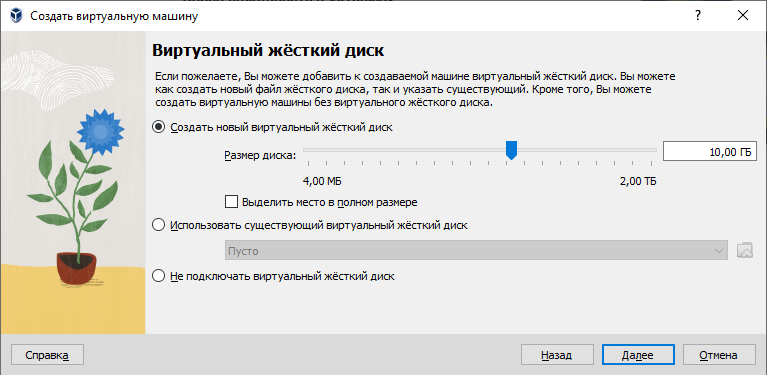 Создать виртуальную машину
Виртуальный жёсткий диск
Если пожелаете, Вы можете добавить к создаваемой машине виртуальный жёсткий диск. Вы можете
как создать новый файл жёсткого диска, так и указать существующий. Кроме того, Вы можете
создать виртуальную машины без виртуального жёсткого диска.
Создать новый виртуальный жёсткий диск
Размер диска:
10,00 ГБ
4,00 МБ
2,00 ТБ
Выделить место в полном размере
Использовать существующий виртуальный жёсткий диск
Пусто
Не подключать виртуальный жёсткий диск
Справка
Назад
Далее
Отмена